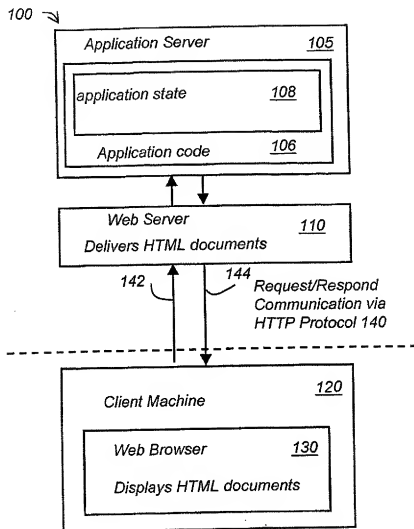 100
Application Server 105
application state 108
Application code 106
Web Server 110
Delivers HTML documents
142 144 Request/Respond
Communication via
HTTP Protocol 140
Client Machine 120
Web Browser 130
Displays HTML documents